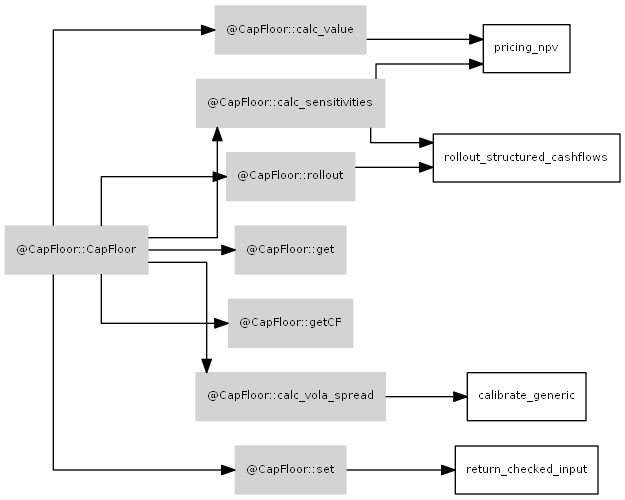 @CapFloor::calc_value
pricing_npv
@CapFloor::calc_sensitivities
rollout_structured_cashflows
@CapFloor::rollout
@CapFloor::CapFloor
@CapFloor::get
@CapFloor::getCF
@CapFloor::calc_vola_spread
calibrate_generic
@CapFloor::set
return_checked_input